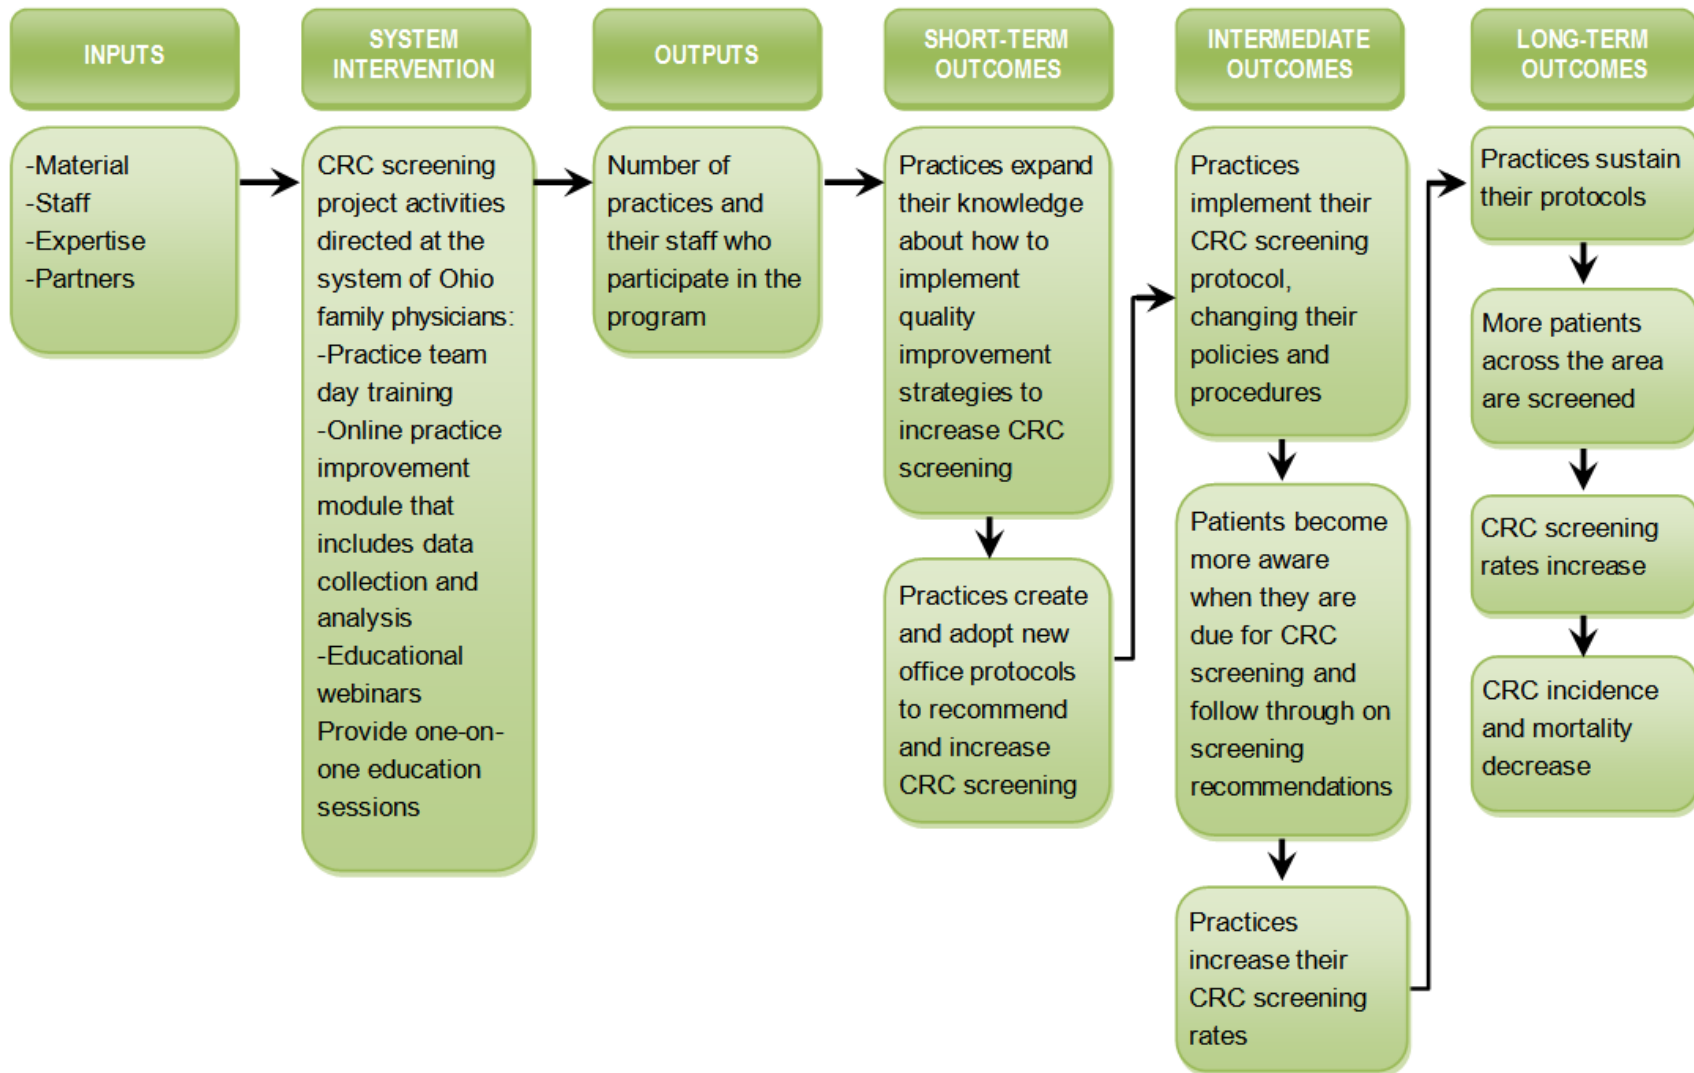 INPUTS
SYSTEM
INTERVENTION
OUTPUTS
SHORT-TERM
OUTCOMES
INTERMEDIATE
OUTCOMES
LONG-TERM
OUTCOMES
-Material
-Staff
-Expertise
-Partners
CRC screening
project activities
directed at the
system of Ohio
family physicians:
-Practice team
day training
-Online practice
improvement
module that
includes data
collection and
analysis
-Educational
webinars
Provide one-on-
one education
sessions
Number of
practices and
their staff who
participate in the
program
Practices expand
their knowledge
about how to
implement
quality
improvement
strategies to
increase CRC
screening
Practices create
and adopt new
office protocols
to recommend
and increase
CRC screening
Practices
implement their
CRC screening
protocol,
changing their
policies and
procedures
Patients become
more aware
when they are
due for CRC
screening and
follow through on
screening
recommendations
Practices
increase their
CRC screening
rates
Practices sustain
their protocols
More patients
across the area
are screened
CRC screening
rates increase
CRC incidence
and mortality
decrease